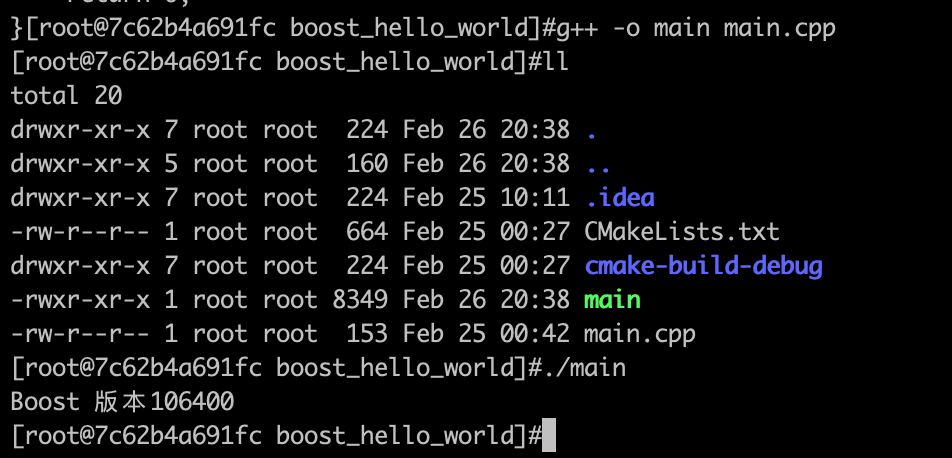 return 0;
}[root@7c62b4a691fc boost_hello_world]#g++ -o main main.cpp
[root@7c62b4a691fc boost_hello_world]#ll
total 20
drwxr-xr-x 7 root root  224 Feb 26 20:38 .
drwxr-xr-x 5 root root  160 Feb 26 20:38 ..
drwxr-xr-x 7 root root  224 Feb 25 10:11 .idea
-rw-r--r-- 1 root root  664 Feb 25 00:27 CMakeLists.txt
drwxr-xr-x 7 root root  224 Feb 25 00:27 cmake-build-debug
-rwxr-xr-x 1 root root 8349 Feb 26 20:38 main
-rw-r--r-- 1 root root  153 Feb 25 00:42 main.cpp
[root@7c62b4a691fc boost_hello_world]#./main
Boost 版本106400
[root@7c62b4a691fc boost_hello_world]#